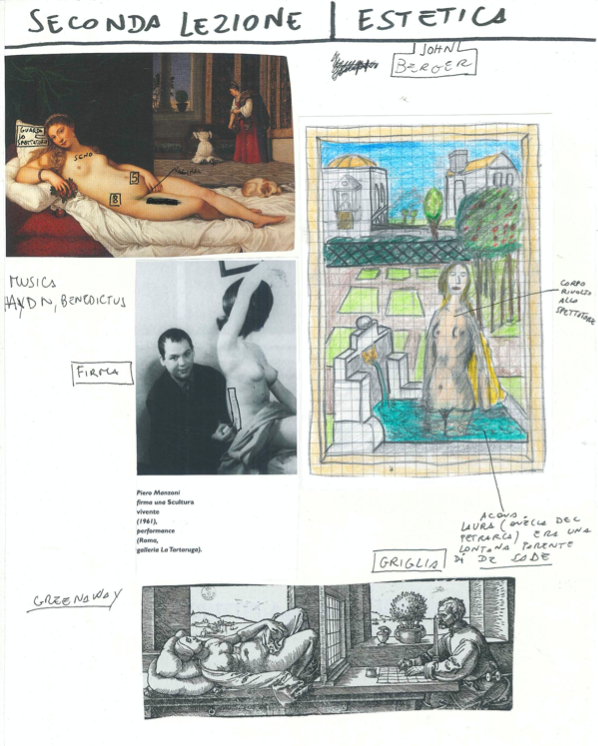 SECONDA LEZIONE | ESTETICA
JOHN
BERGER
GUARDA
LO
SPETTATORE
SENO
5
8
MUSICA
HAYDN, BENEDICTUS
CORPO
RIVOLTO
ALLO
SPETTATORE
FIRMA
Piero Manzoni
firma una Scultura
vivente
(1961),
performance
(Roma,
galleria La Tartaruga).
ACQUA
LAURA (QUELLA DEL
PETRARCA) ERA UNA
LONTANA PARENTE
DI DE SADE
GRIGLIA
GREENAWAY